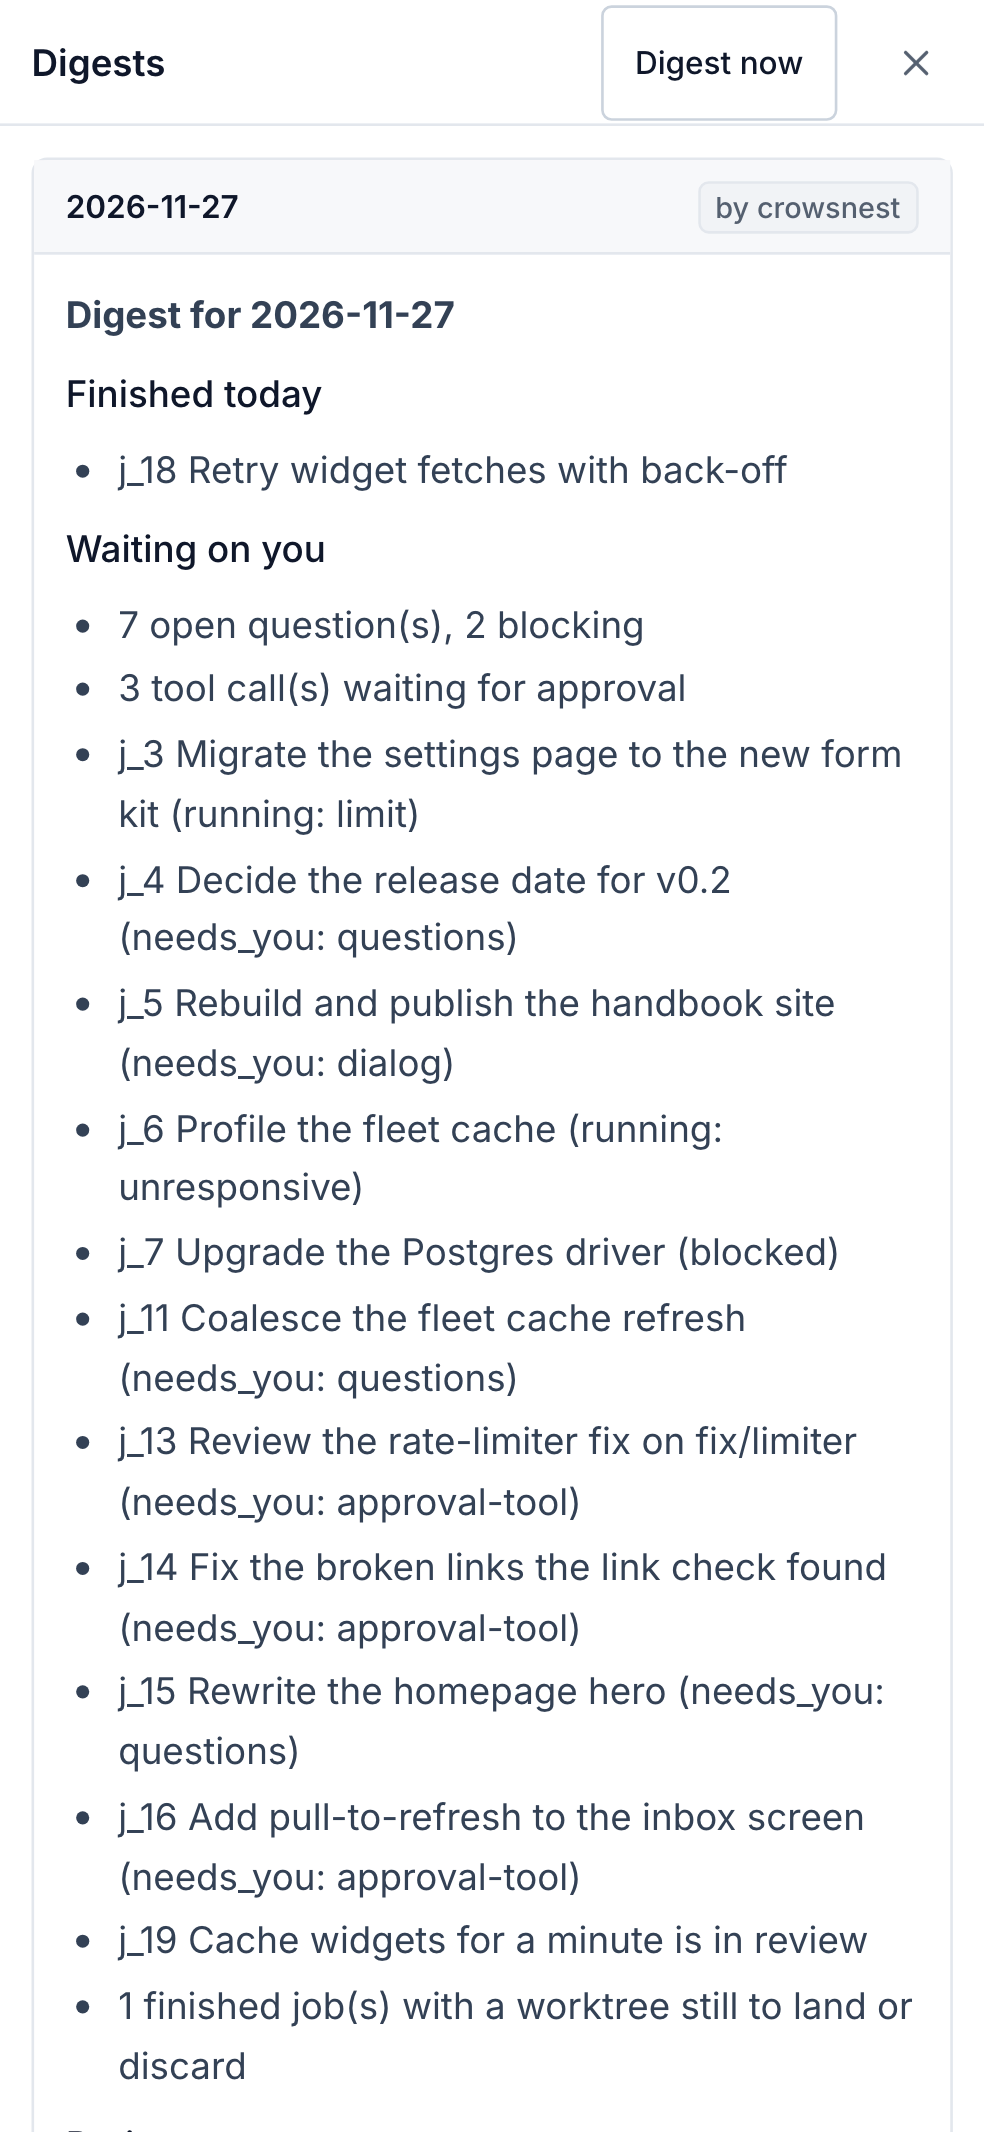 Digests
Digest now
2026-11-27
by crowsnest
Digest for 2026-11-27
Finished today
j_18 Retry widget fetches with back-off
Waiting on you
7 open question(s), 2 blocking
3 tool call(s) waiting for approval
j_3 Migrate the settings page to the new form
kit (running: limit)
j_4 Decide the release date for v0.2
(needs_you: questions)
j_5 Rebuild and publish the handbook site
(needs_you: dialog)
j_6 Profile the fleet cache (running:
unresponsive)
j_7 Upgrade the Postgres driver (blocked)
j_11 Coalesce the fleet cache refresh
(needs_you: questions)
j_13 Review the rate-limiter fix on fix/limiter
(needs_you: approval-tool)
j_14 Fix the broken links the link check found
(needs_you: approval-tool)
j_15 Rewrite the homepage hero (needs_you:
questions)
j_16 Add pull-to-refresh to the inbox screen
(needs_you: approval-tool)
j_19 Cache widgets for a minute is in review
1 finished job(s) with a worktree still to land or
discard